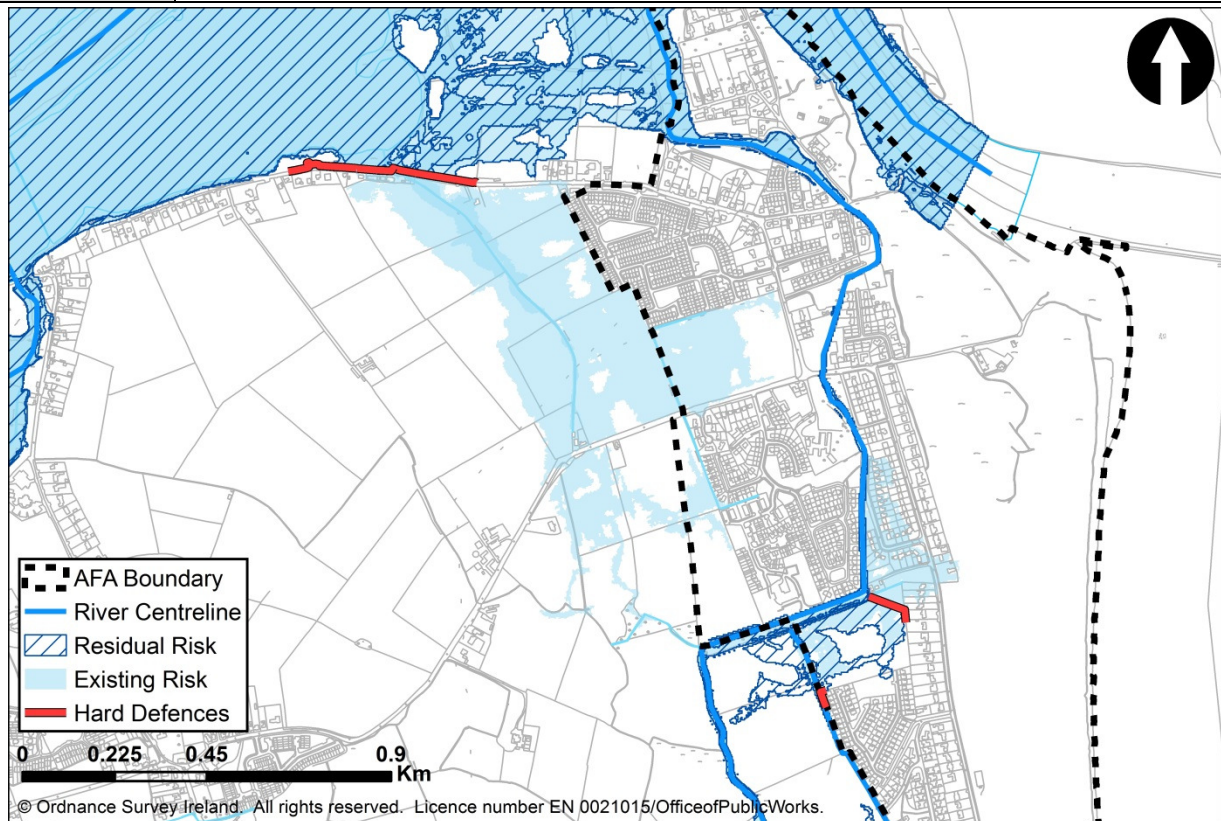 AFA Boundary
River Centreline
Residual Risk
Existing Risk
Hard Defences
0 0.225 0.45 0.9
Km
© Ordnance Survey Ireland. All rights reserved. Licence number EN 0021015/OfficeofPublicWorks.